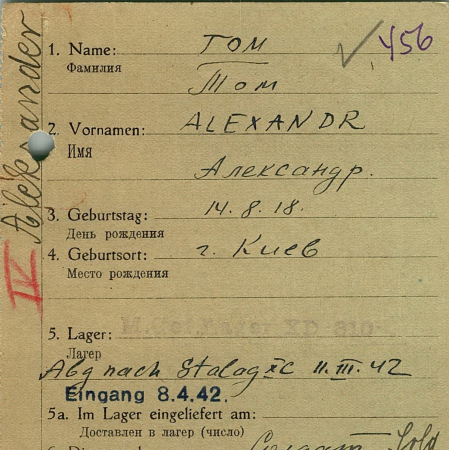 Aleksander
IV
456
1. Name: ТОМ
Фамилия
Том
2. Vornamen: ALEXANDR
Имя
Александр.
3. Geburtstag: 14. 8. 18.
День рождения
4. Geburtsort: г. Киев
Место рождения
5. Lager:
Лагер
Abg nach Stalag XC 11. III. 42
Eingang 8.4.42.
5a. Im Lager eingeliefert am:
Доставлен в лагер (число)